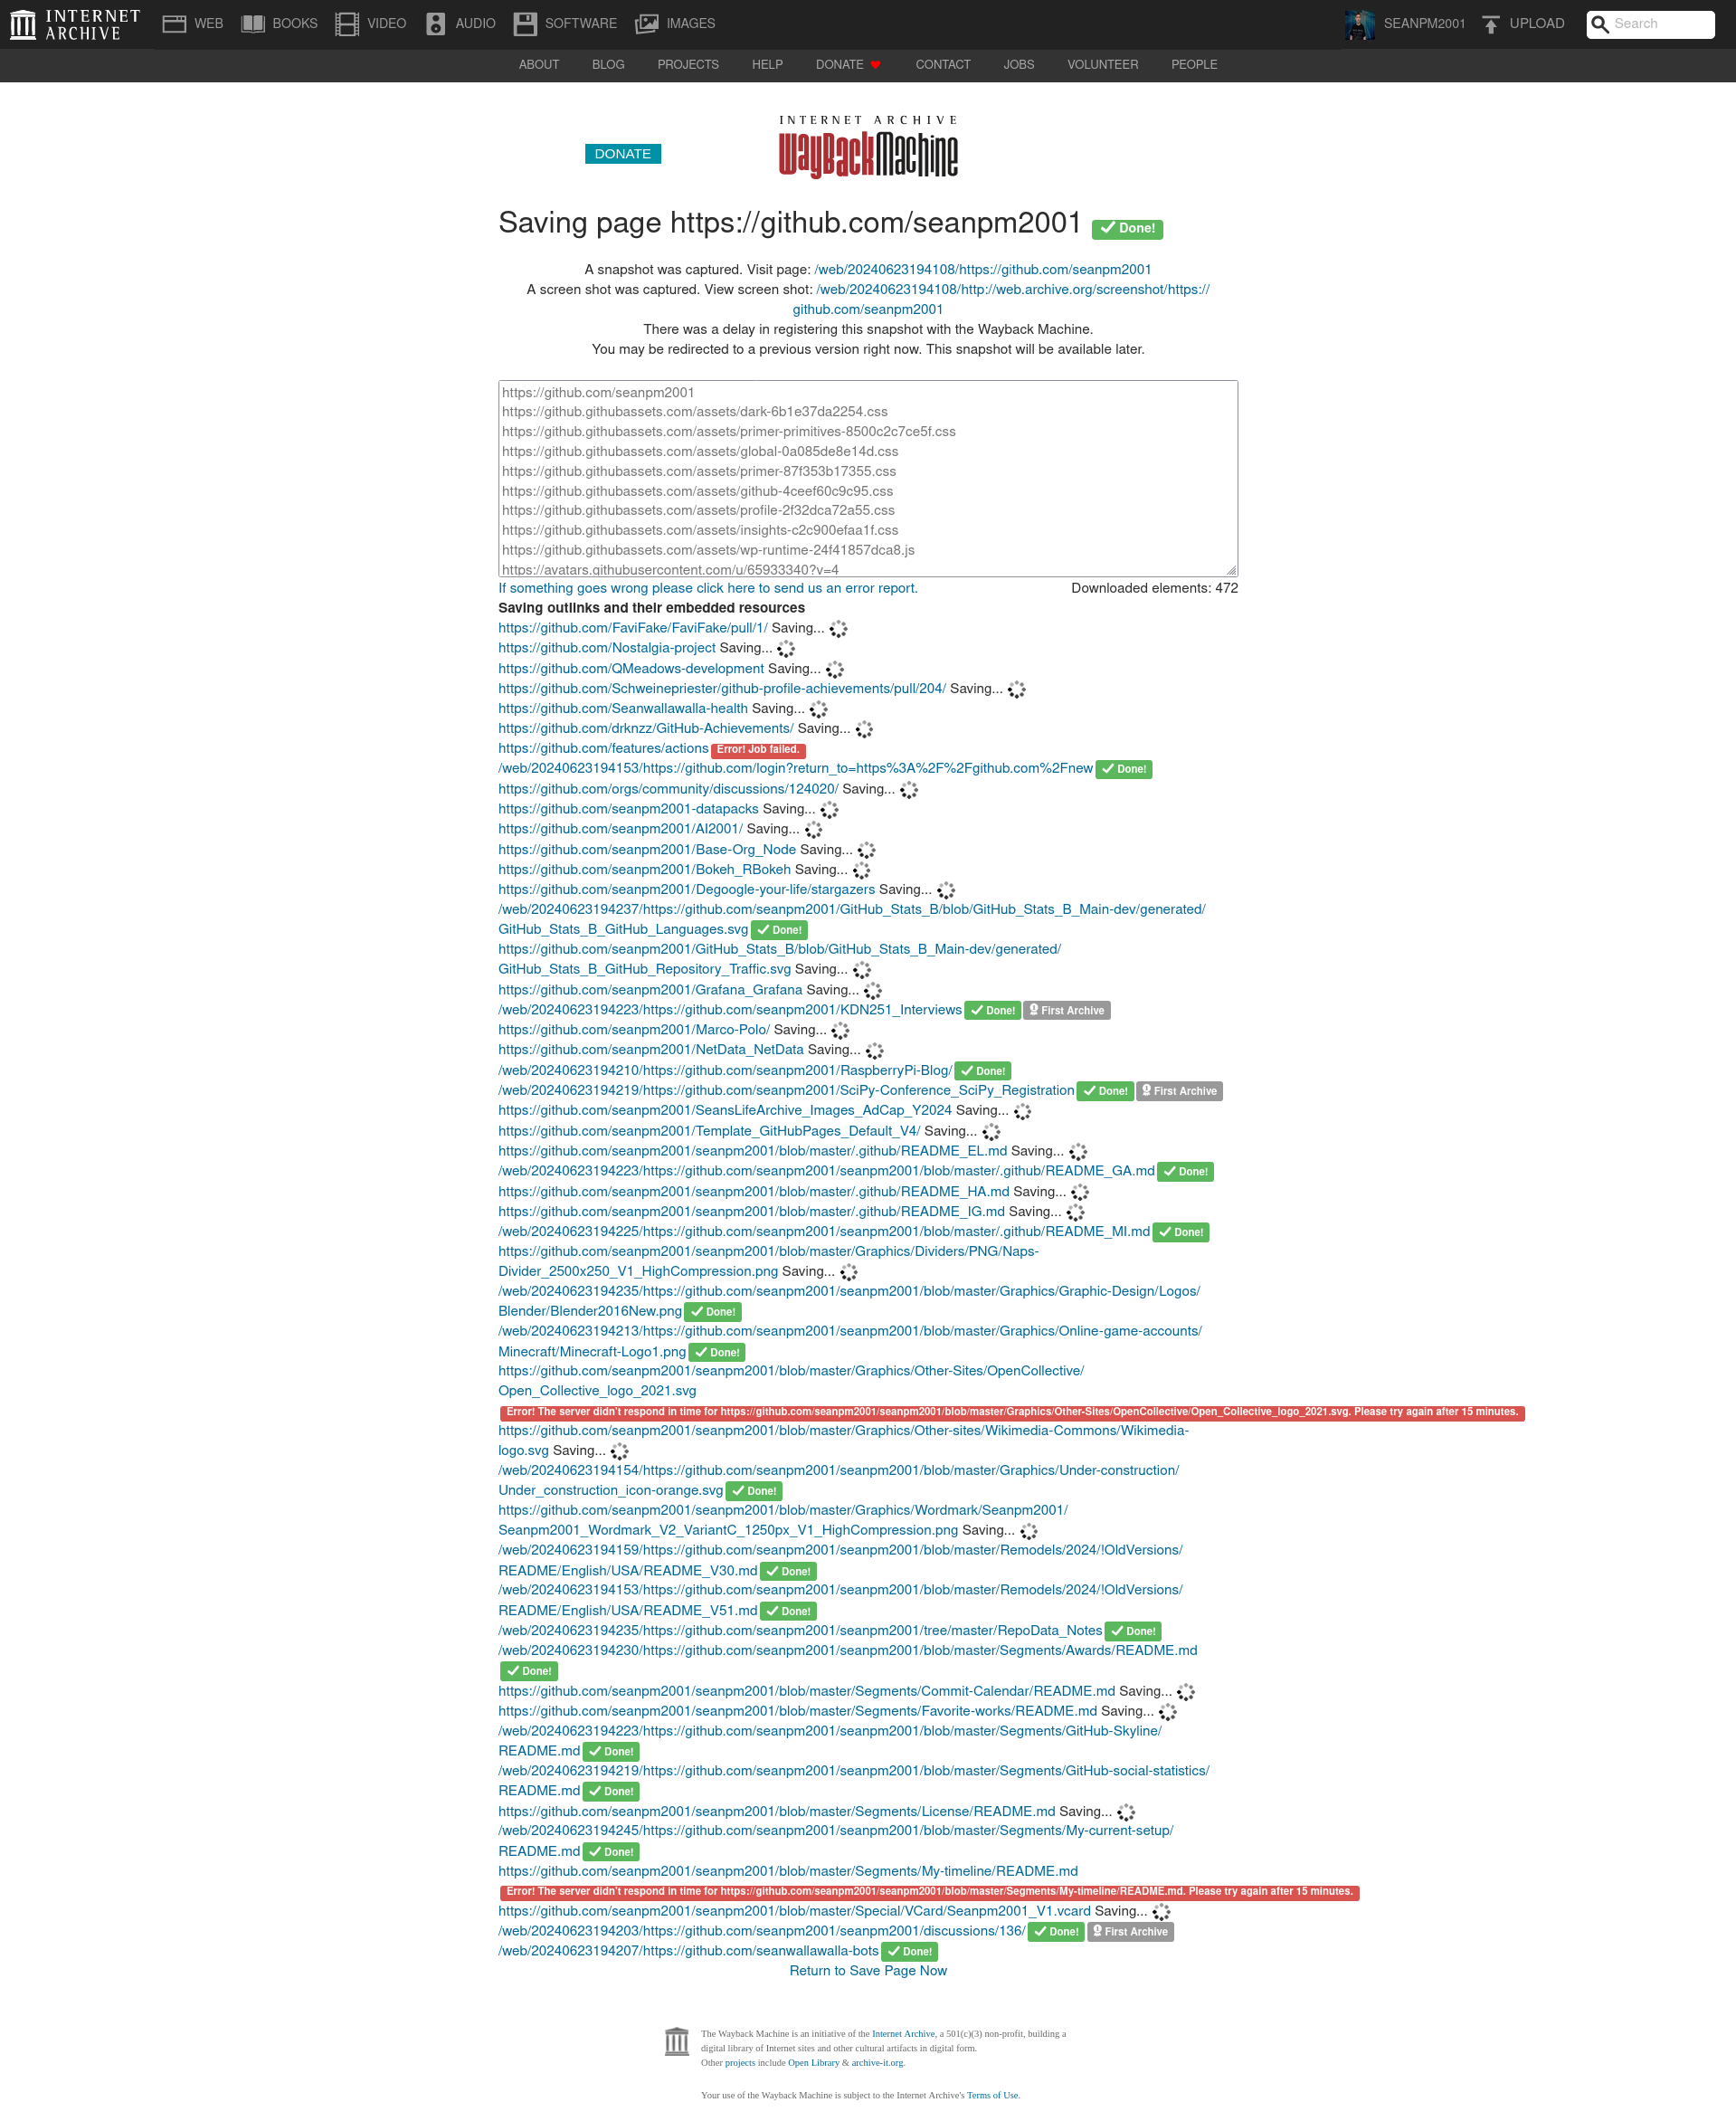 INTERNET ARCHIVE WEB BOOKS VIDEO AUDIO SOFTWARE IMAGES SEANPM2001 UPLOAD Search
ABOUT BLOG PROJECTS HELP DONATE CONTACT JOBS VOLUNTEER PEOPLE
INTERNET ARCHIVE
DONATE WayBackMachine
Saving page https://github.com/seanpm2001 Done!
A snapshot was captured. Visit page: /web/20240623194108/https://github.com/seanpm2001
A screen shot was captured. View screen shot: /web/20240623194108/http://web.archive.org/screenshot/https://
github.com/seanpm2001
There was a delay in registering this snapshot with the Wayback Machine.
You may be redirected to a previous version right now. This snapshot will be available later.
https://github.com/seanpm2001
https://github.githubassets.com/assets/dark-6b1e37da2254.css
https://github.githubassets.com/assets/primer-primitives-8500c2c7ce5f.css
https://github.githubassets.com/assets/global-0a085de8e14d.css
https://github.githubassets.com/assets/primer-87f353b17355.css
https://github.githubassets.com/assets/github-4ceef60c9c95.css
https://github.githubassets.com/assets/profile-2f32dca72a55.css
https://github.githubassets.com/assets/insights-c2c900efaa1f.css
https://github.githubassets.com/assets/wp-runtime-24f41857dca8.js
https://avatars.githubusercontent.com/u/65933340?v=4
If something goes wrong please click here to send us an error report. Downloaded elements: 472
Saving outlinks and their embedded resources
https://github.com/FaviFake/FaviFake/pull/1/ Saving...
https://github.com/Nostalgia-project Saving...
https://github.com/QMeadows-development Saving...
https://github.com/Schweinepriester/github-profile-achievements/pull/204/ Saving...
https://github.com/Seanwallawalla-health Saving...
https://github.com/drknzz/GitHub-Achievements/ Saving...
https://github.com/features/actions Error! Job failed.
/web/20240623194153/https://github.com/login?return_to=https%3A%2F%2Fgithub.com%2Fnew Done!
https://github.com/orgs/community/discussions/124020/ Saving...
https://github.com/seanpm2001-datapacks Saving...
https://github.com/seanpm2001/AI2001/ Saving...
https://github.com/seanpm2001/Base-Org_Node Saving...
https://github.com/seanpm2001/Bokeh_RBokeh Saving...
https://github.com/seanpm2001/Degoogle-your-life/stargazers Saving...
/web/20240623194237/https://github.com/seanpm2001/GitHub_Stats_B/blob/GitHub_Stats_B_Main-dev/generated/
GitHub_Stats_B_GitHub_Languages.svg Done!
https://github.com/seanpm2001/GitHub_Stats_B/blob/GitHub_Stats_B_Main-dev/generated/
GitHub_Stats_B_GitHub_Repository_Traffic.svg Saving...
https://github.com/seanpm2001/Grafana_Grafana Saving...
/web/20240623194223/https://github.com/seanpm2001/KDN251_Interviews Done! First Archive
https://github.com/seanpm2001/Marco-Polo/ Saving...
https://github.com/seanpm2001/NetData_NetData Saving...
/web/20240623194210/https://github.com/seanpm2001/RaspberryPi-Blog/ Done!
/web/20240623194219/https://github.com/seanpm2001/SciPy-Conference_SciPy_Registration Done! First Archive
https://github.com/seanpm2001/SeansLifeArchive_Images_AdCap_Y2024 Saving...
https://github.com/seanpm2001/Template_GitHubPages_Default_V4/ Saving...
https://github.com/seanpm2001/seanpm2001/blob/master/.github/README_EL.md Saving...
/web/20240623194223/https://github.com/seanpm2001/seanpm2001/blob/master/.github/README_GA.md Done!
https://github.com/seanpm2001/seanpm2001/blob/master/.github/README_HA.md Saving...
https://github.com/seanpm2001/seanpm2001/blob/master/.github/README_IG.md Saving...
/web/20240623194225/https://github.com/seanpm2001/seanpm2001/blob/master/.github/README_MI.md Done!
https://github.com/seanpm2001/seanpm2001/blob/master/Graphics/Dividers/PNG/Naps-
Divider_2500x250_V1_HighCompression.png Saving...
/web/20240623194235/https://github.com/seanpm2001/seanpm2001/blob/master/Graphics/Graphic-Design/Logos/
Blender/Blender2016New.png Done!
/web/20240623194213/https://github.com/seanpm2001/seanpm2001/blob/master/Graphics/Online-game-accounts/
Minecraft/Minecraft-Logo1.png Done!
https://github.com/seanpm2001/seanpm2001/blob/master/Graphics/Other-Sites/OpenCollective/
Open_Collective_logo_2021.svg
Error! The server didn't respond in time for https://github.com/seanpm2001/seanpm2001/blob/master/Graphics/Other-Sites/OpenCollective/Open_Collective_logo_2021.svg. Please try again after 15 minutes.
https://github.com/seanpm2001/seanpm2001/blob/master/Graphics/Other-sites/Wikimedia-Commons/Wikimedia-
logo.svg Saving...
/web/20240623194154/https://github.com/seanpm2001/seanpm2001/blob/master/Graphics/Under-construction/
Under_construction_icon-orange.svg Done!
https://github.com/seanpm2001/seanpm2001/blob/master/Graphics/Wordmark/Seanpm2001/
Seanpm2001_Wordmark_V2_VariantC_1250px_V1_HighCompression.png Saving...
/web/20240623194159/https://github.com/seanpm2001/seanpm2001/blob/master/Remodels/2024/!OldVersions/
README/English/USA/README_V30.md Done!
/web/20240623194153/https://github.com/seanpm2001/seanpm2001/blob/master/Remodels/2024/!OldVersions/
README/English/USA/README_V51.md Done!
/web/20240623194235/https://github.com/seanpm2001/seanpm2001/tree/master/RepoData_Notes Done!
/web/20240623194230/https://github.com/seanpm2001/seanpm2001/blob/master/Segments/Awards/README.md
Done!
https://github.com/seanpm2001/seanpm2001/blob/master/Segments/Commit-Calendar/README.md Saving...
https://github.com/seanpm2001/seanpm2001/blob/master/Segments/Favorite-works/README.md Saving...
/web/20240623194223/https://github.com/seanpm2001/seanpm2001/blob/master/Segments/GitHub-Skyline/
README.md Done!
/web/20240623194219/https://github.com/seanpm2001/seanpm2001/blob/master/Segments/GitHub-social-statistics/
README.md Done!
https://github.com/seanpm2001/seanpm2001/blob/master/Segments/License/README.md Saving...
/web/20240623194245/https://github.com/seanpm2001/seanpm2001/blob/master/Segments/My-current-setup/
README.md Done!
https://github.com/seanpm2001/seanpm2001/blob/master/Segments/My-timeline/README.md
Error! The server didn't respond in time for https://github.com/seanpm2001/seanpm2001/blob/master/Segments/My-timeline/README.md. Please try again after 15 minutes.
https://github.com/seanpm2001/seanpm2001/blob/master/Special/VCard/Seanpm2001_V1.vcard Saving...
/web/20240623194203/https://github.com/seanpm2001/seanpm2001/discussions/136/ Done! First Archive
/web/20240623194207/https://github.com/seanwallawalla-bots Done!
Return to Save Page Now
The Wayback Machine is an initiative of the Internet Archive, a 501(c)(3) non-profit, building a
digital library of Internet sites and other cultural artifacts in digital form.
Other projects include Open Library & archive-it.org.
Your use of the Wayback Machine is subject to the Internet Archive's Terms of Use.